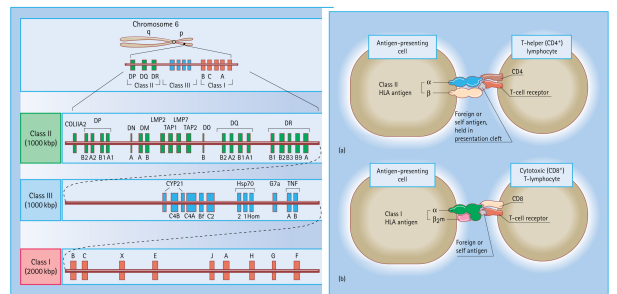 Chromosome 6
q p
DP DQ DR B C A
Class II Class III Class I
Class II
(1000 kbp)
COLIIA2 DP DN DM LMP2 LMP7 TAP1 TAP2 DO DQ DR
B2 A2 B1 A1 A A B B B2 A2 B1 A1 B1 B2 B3 B9 A
Class III
(1000 kbp)
CYP21 Hsp70 G7a TNF
C4B C4A Bf C2 2 1 Hom A B
Class I
(2000 kbp)
B C X E J A H G F
Antigen-presenting
cell
T-helper (CD4+)
lymphocyte
Class II
HLA antigen
α
β
CD4
T-cell receptor
Foreign or
self antigen,
held in
presentation cleft
(a)
Antigen-presenting
cell
Cytotoxic (CD8+)
T-lymphocyte
Class I
HLA antigen
α
β2m
CD8
T-cell receptor
Foreign or
self antigen
(b)